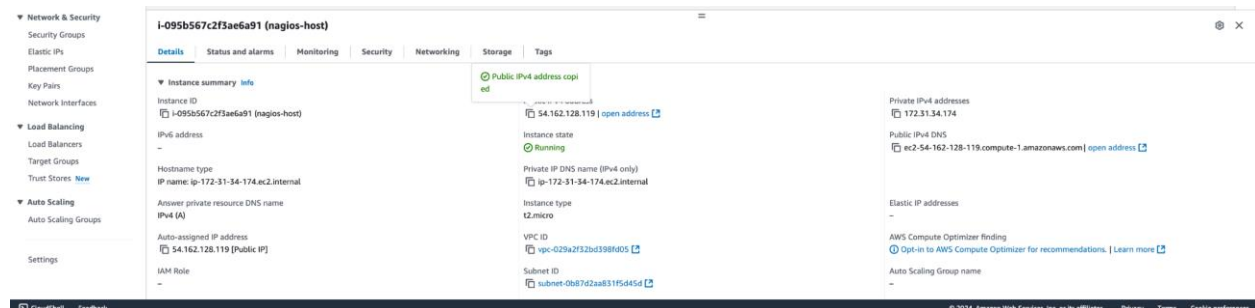 Network & Security
Security Groups
Elastic IPs
Placement Groups
Key Pairs
Network Interfaces
Load Balancing
Load Balancers
Target Groups
Trust Stores New
Auto Scaling
Auto Scaling Groups
Settings
i-095b567c2f3ae6a91 (nagios-host)
Details Status and alarms Monitoring Security Networking Storage Tags
Public IPv4 address copi
ed
Instance summary Info
Instance ID
i-095b567c2f3ae6a91 (nagios-host)
54.162.128.119 | open address
Private IPv4 addresses
172.31.34.174
IPv6 address
–
Instance state
Running
Public IPv4 DNS
ec2-54-162-128-119.compute-1.amazonaws.com | open address
Hostname type
IP name: ip-172-31-34-174.ec2.internal
Private IP DNS name (IPv4 only)
ip-172-31-34-174.ec2.internal
Answer private resource DNS name
IPv4 (A)
Instance type
t2.micro
Elastic IP addresses
–
Auto-assigned IP address
54.162.128.119 [Public IP]
VPC ID
vpc-029a2f32bd398fd05
AWS Compute Optimizer finding
Opt-in to AWS Compute Optimizer for recommendations. | Learn more
IAM Role
–
Subnet ID
subnet-0b87d2aa831f5d45d
Auto Scaling Group name
–
CloudShell Feedback
© 2024, Amazon Web Services, Inc. or its affiliates. Privacy Terms Cookie preferences